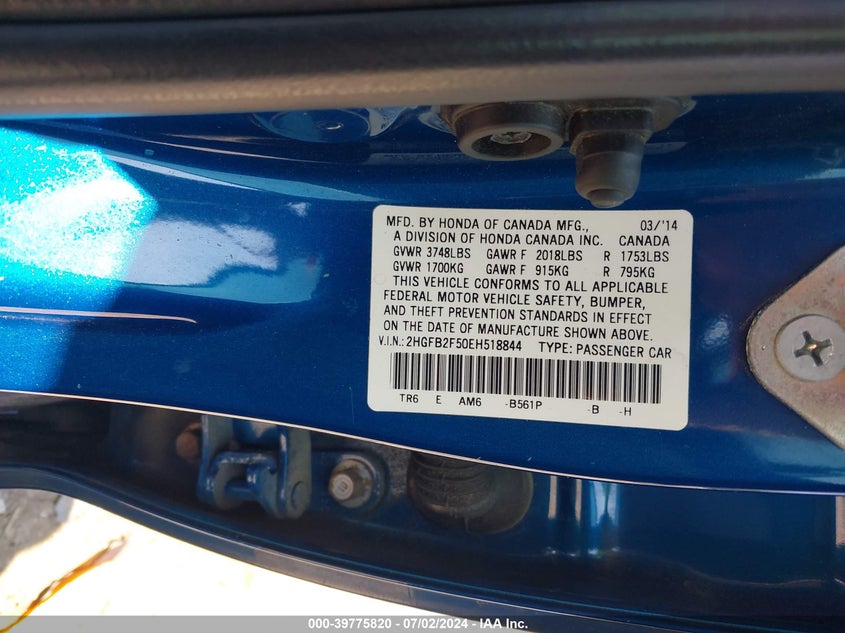 MFD. BY HONDA OF CANADA MFG., 03/'14
A DIVISION OF HONDA CANADA INC. CANADA
GVWR 3748LBS GAWR F 2018LBS R 1753LBS
GVWR 1700KG GAWR F 915KG R 795KG
THIS VEHICLE CONFORMS TO ALL APPLICABLE
FEDERAL MOTOR VEHICLE SAFETY, BUMPER,
AND THEFT PREVENTION STANDARDS IN EFFECT
ON THE DATE OF MANUFACTURE SHOWN ABOVE.
V.I.N.: 2HGFB2F50EH518844 TYPE: PASSENGER CAR
TR6 E AM6 -B561P -B -H
000-39775820 - 07/02/2024 - IAA Inc.